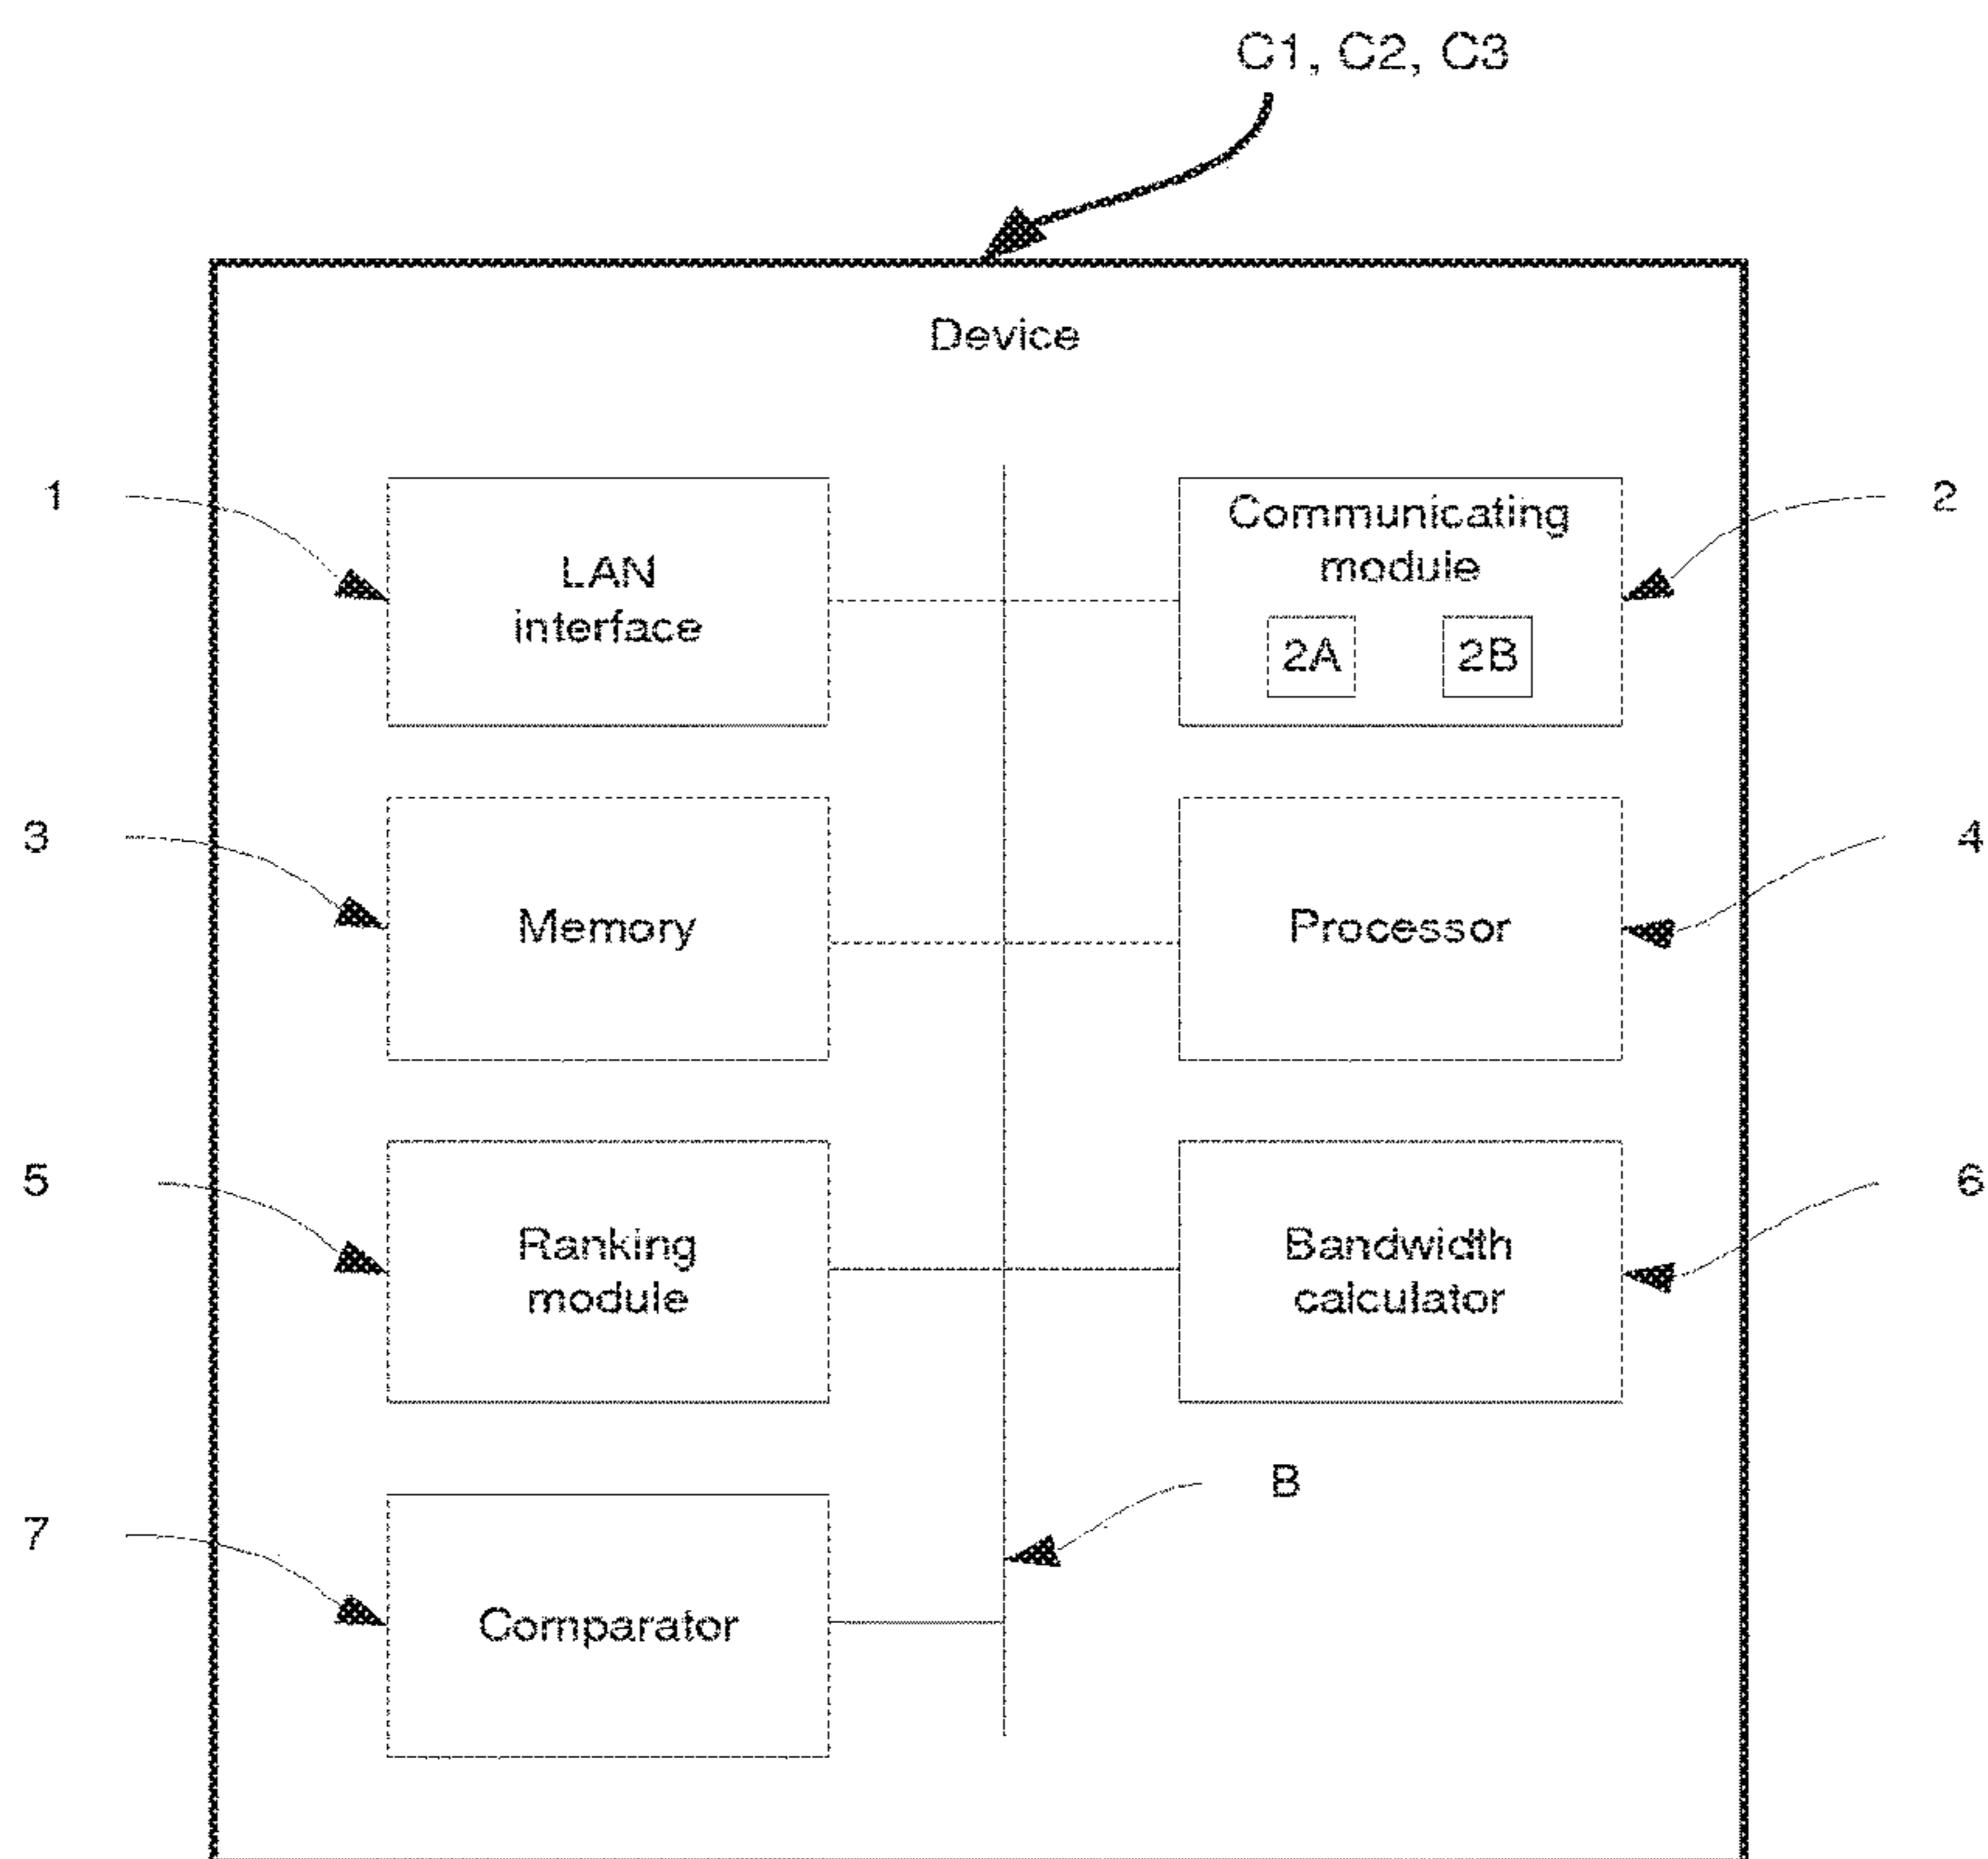 C1, C2, C3
Device
1
LAN
interface
Communicating
module
2A
2B
2
3
Memory
Processor
4
5
Ranking
module
Bandwidth
calculator
6
B
7
Comparator